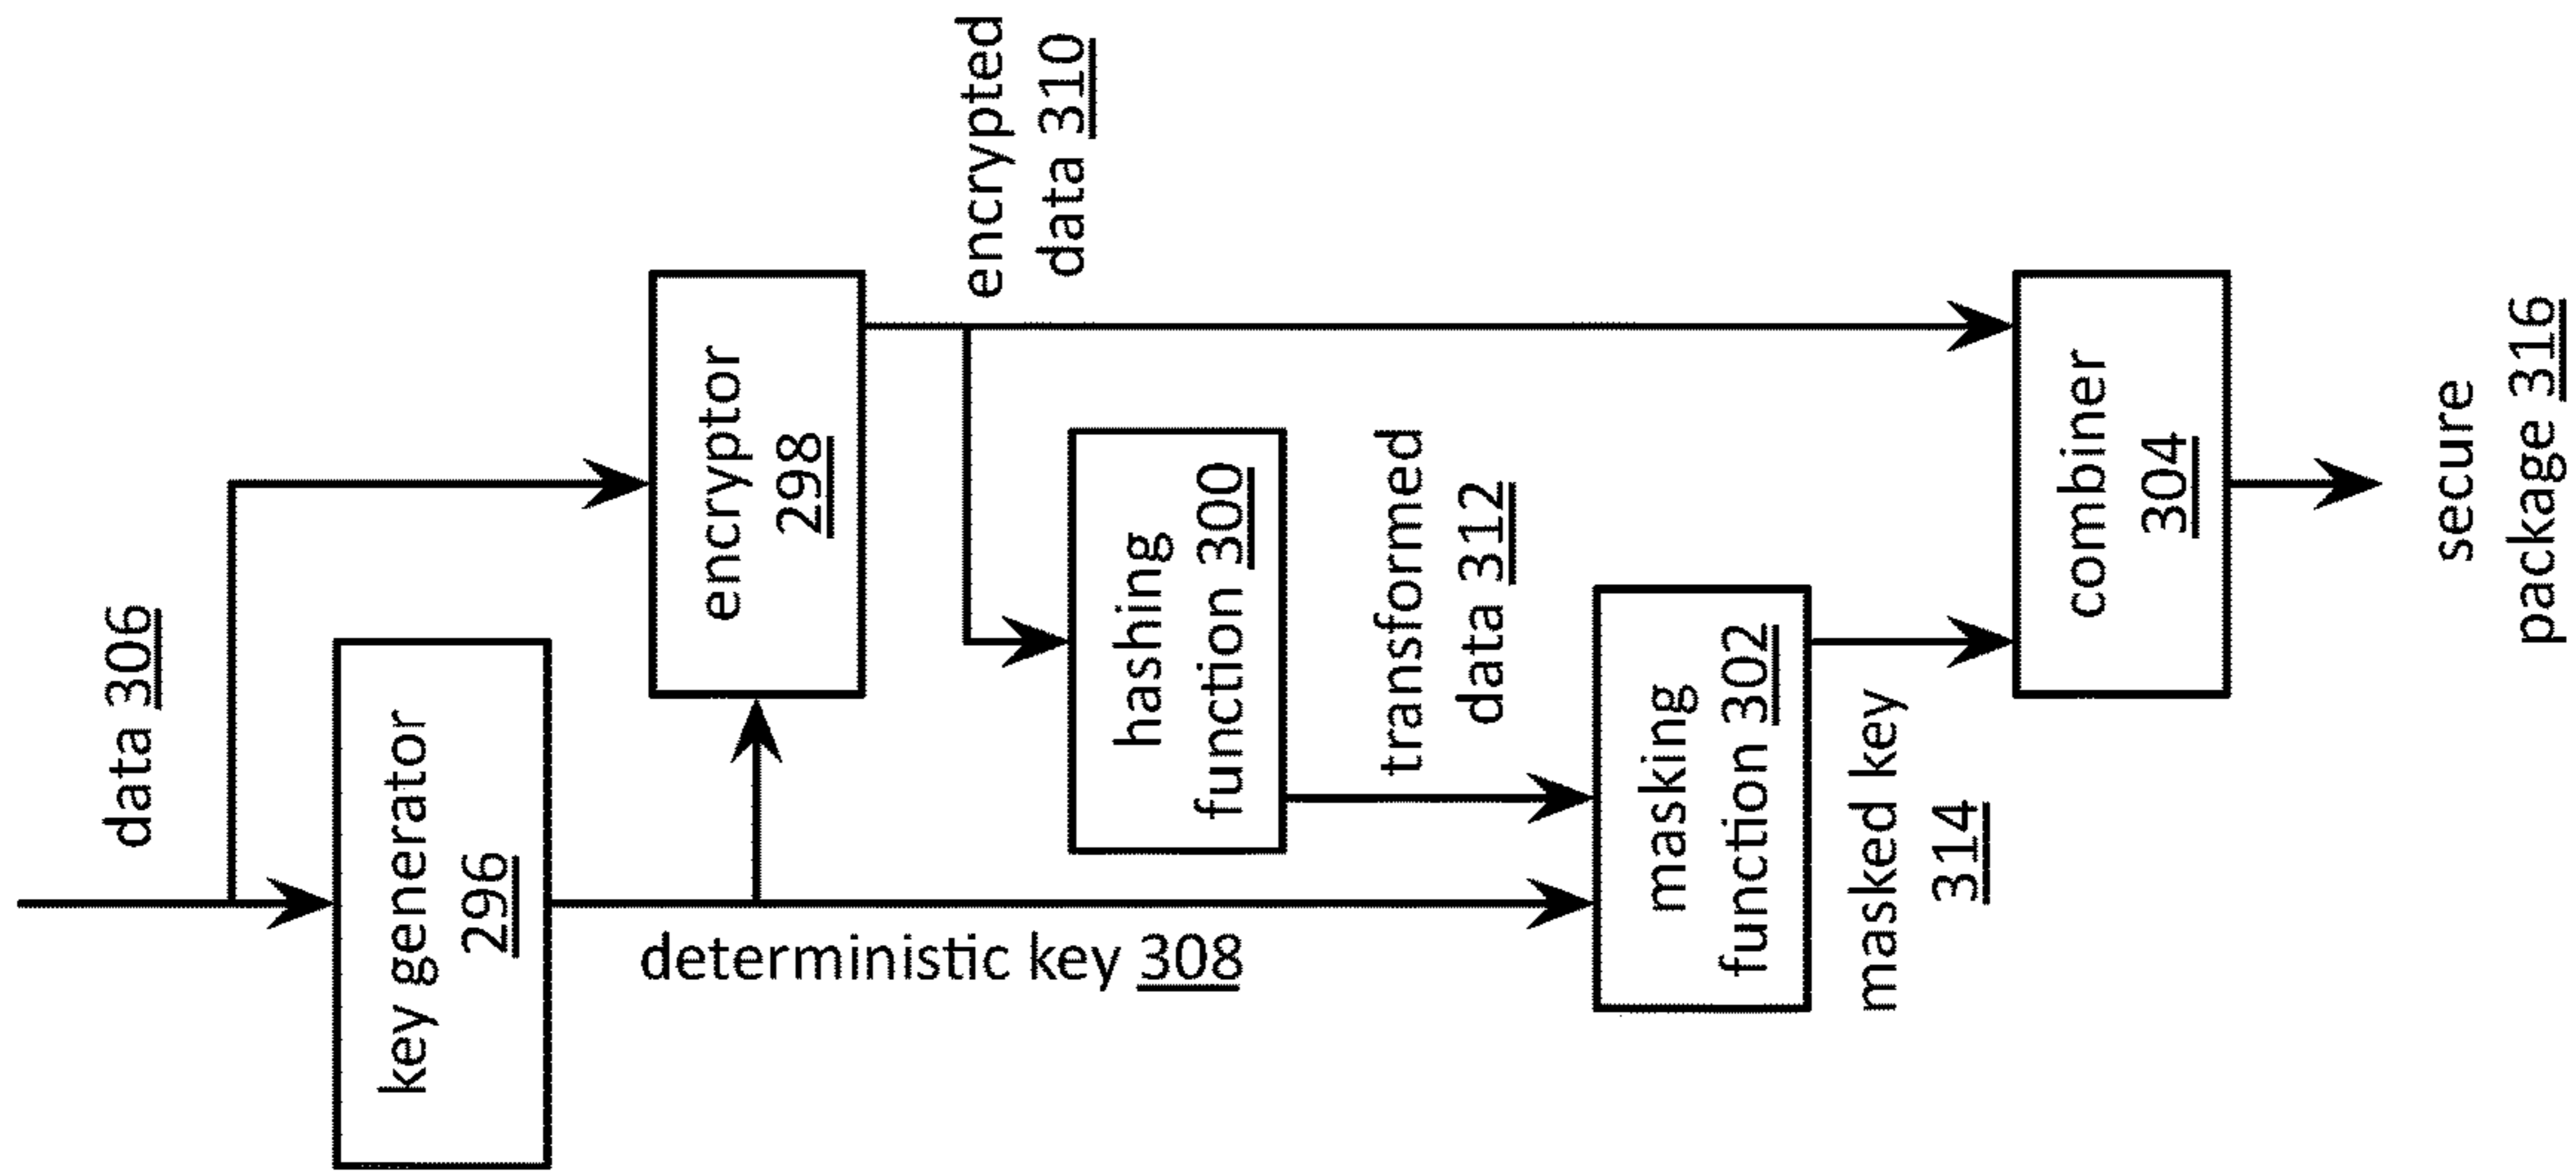 data 306
key generator
296
encryptor
298
deterministic key 308
encrypted
data 310
hashing
function 300
transformed
data 312
masking
function 302
masked key
314
combiner
304
secure
package 316